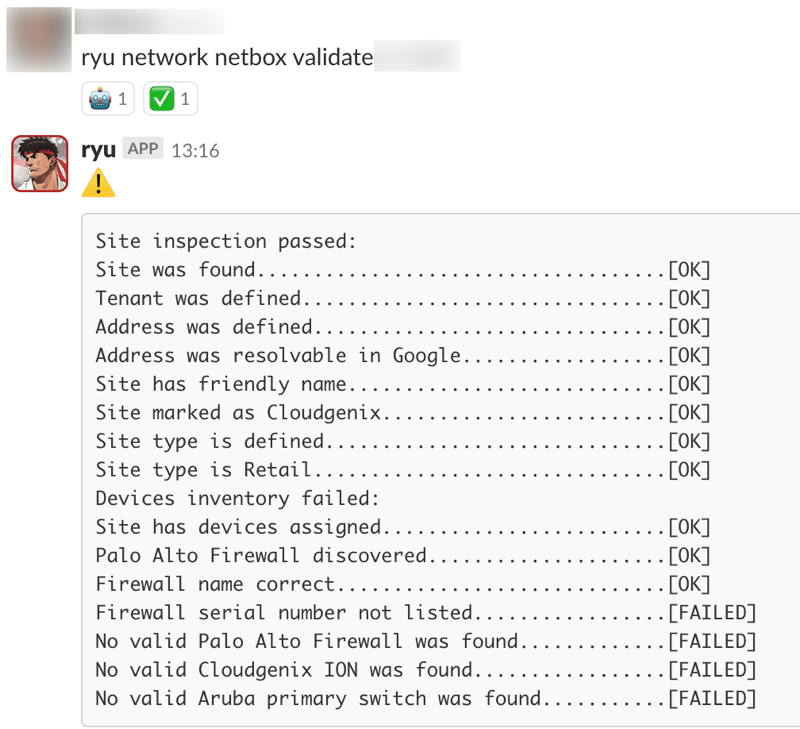 ryu network netbox validate
1 1
ryu APP 13:16
Site inspection passed:
Site was found....................................[OK]
Tenant was defined................................[OK]
Address was defined...............................[OK]
Address was resolvable in Google..................[OK]
Site has friendly name............................[OK]
Site marked as Cloudgenix.........................[OK]
Site type is defined..............................[OK]
Site type is Retail...............................[OK]
Devices inventory failed:
Site has devices assigned.........................[OK]
Palo Alto Firewall discovered.....................[OK]
Firewall name correct.............................[OK]
Firewall serial number not listed.................[FAILED]
No valid Palo Alto Firewall was found.............[FAILED]
No valid Cloudgenix ION was found.................[FAILED]
No valid Aruba primary switch was found...........[FAILED]